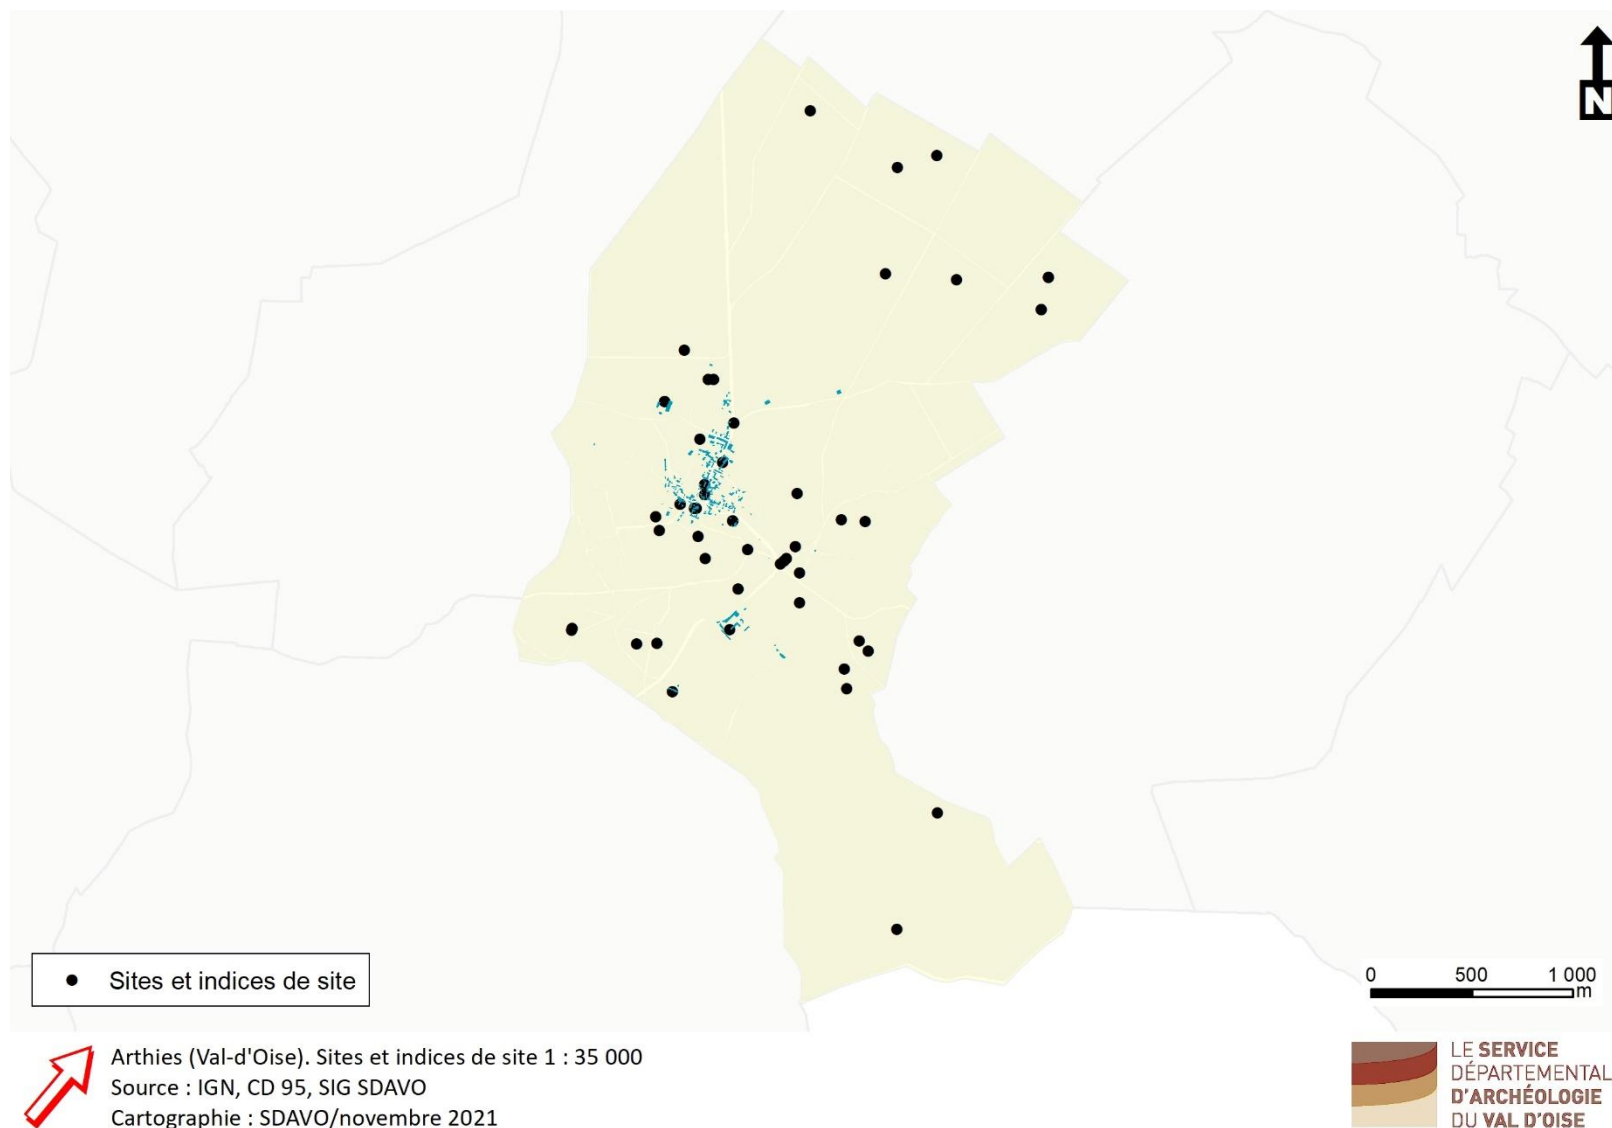 N
Sites et indices de site
0 500 1 000
m
Arthies (Val-d'Oise). Sites et indices de site 1 : 35 000
Source : IGN, CD 95, SIG SDAVO
Cartographie : SDAVO/novembre 2021
LE SERVICE
DÉPARTEMENTAL
D'ARCHÉOLOGIE
DU VAL D'OISE